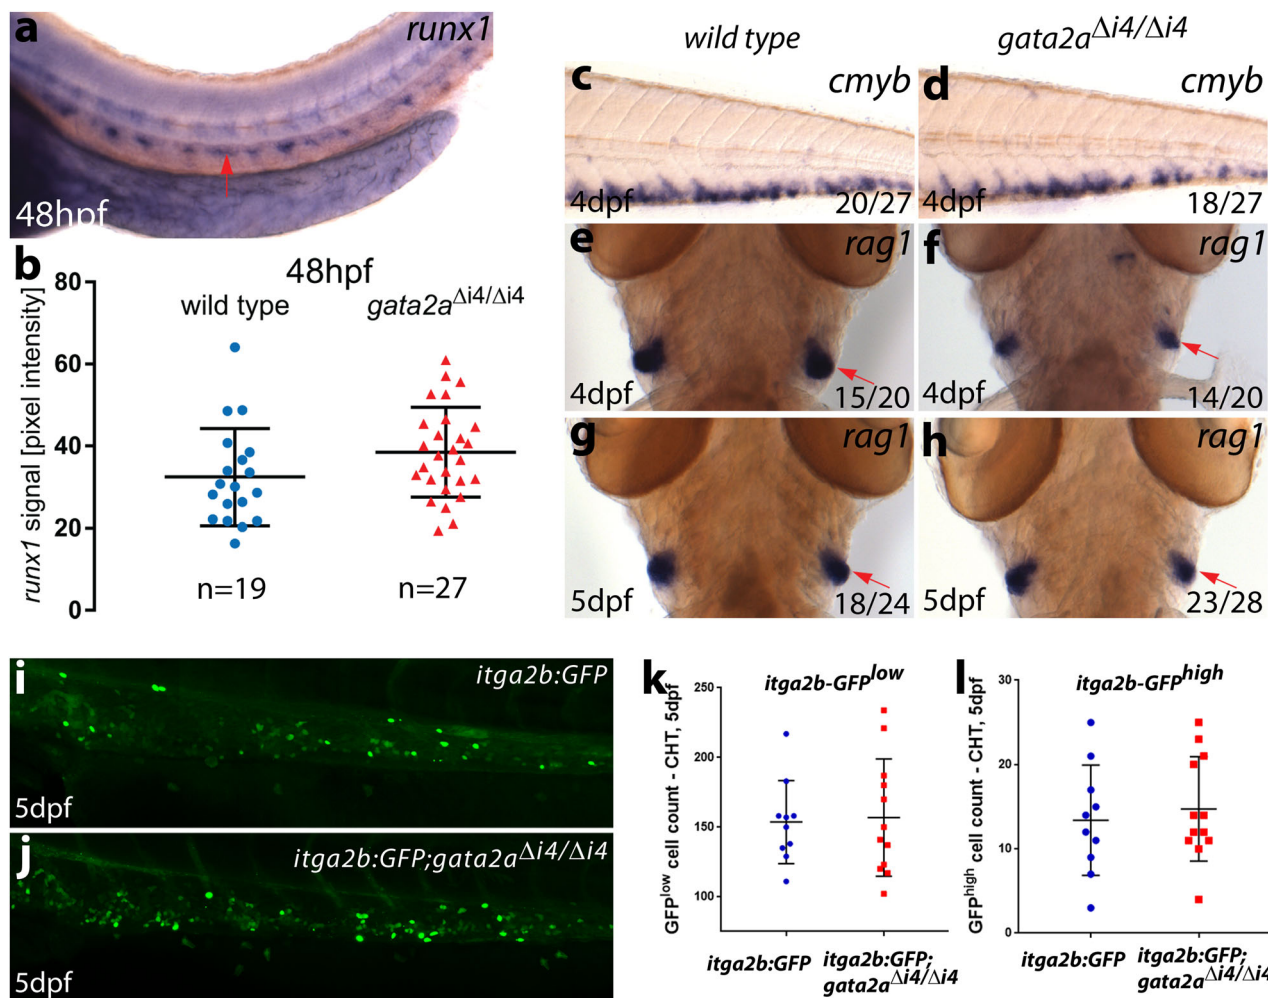 a
runx1
48hpf
b
48hpf
wild type
gata2aΔi4/Δi4
runx1 signal [pixel intensity]
80
60
40
20
0
n=19
n=27
wild type
gata2aΔi4/Δi4
c
cmyb
4dpf
20/27
d
cmyb
4dpf
18/27
e
rag1
4dpf
15/20
f
rag1
4dpf
14/20
g
rag1
5dpf
18/24
h
rag1
5dpf
23/28
i
itga2b:GFP
5dpf
j
itga2b:GFP;gata2aΔi4/Δi4
5dpf
k
itga2b-GFPlow
GFPlow cell count - CHT, 5dpf
250
200
150
100
itga2b:GFP
itga2b:GFP;
gata2aΔi4/Δi4
l
itga2b-GFPhigh
GFPhigh cell count - CHT, 5dpf
30
20
10
0
itga2b:GFP
itga2b:GFP;
gata2aΔi4/Δi4